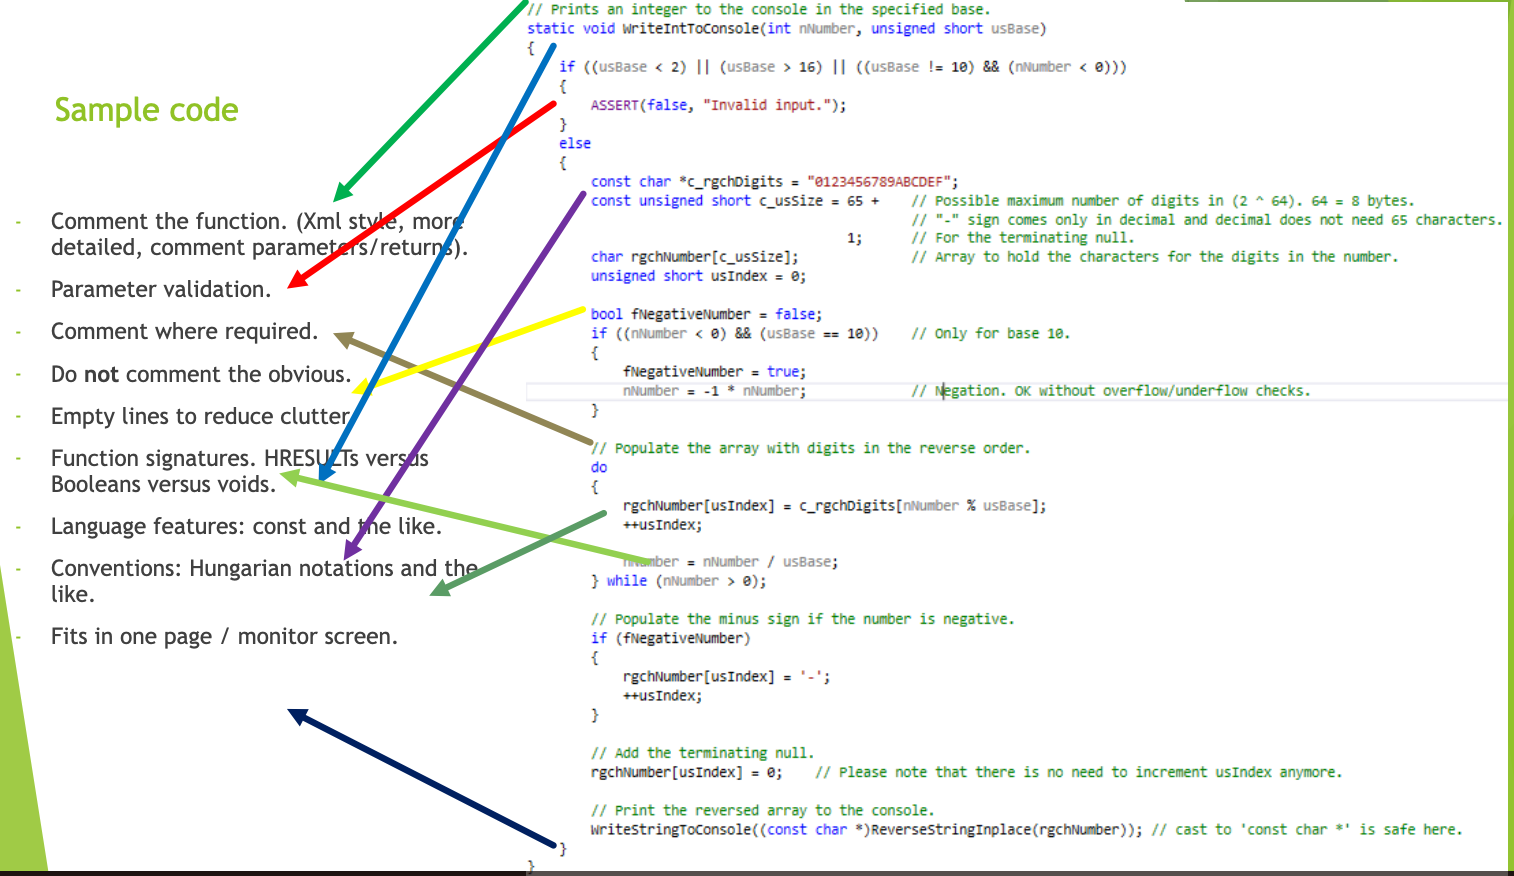 Sample code
- Comment the function. (Xml style, more
detailed, comment parameters/returns).
- Parameter validation.
- Comment where required.
- Do not comment the obvious.
- Empty lines to reduce clutter
- Function signatures. HRESULTs versus
Booleans versus voids.
- Language features: const and the like.
- Conventions: Hungarian notations and the
like.
- Fits in one page / monitor screen.
// Prints an integer to the console in the specified base.
static void WriteIntToConsole(int nNumber, unsigned short usBase)
{
if ((usBase < 2) || (usBase > 16) || ((usBase != 10) && (nNumber < 0)))
{
ASSERT(false, "Invalid input.");
}
else
{
const char *c_rgchDigits = "0123456789ABCDEF";
const unsigned short c_usSize = 65 + // Possible maximum number of digits in (2 ^ 64). 64 = 8 bytes.
// "-" sign comes only in decimal and decimal does not need 65 characters.
1; // For the terminating null.
char rgchNumber[c_usSize]; // Array to hold the characters for the digits in the number.
unsigned short usIndex = 0;
bool fNegativeNumber = false;
if ((nNumber < 0) && (usBase == 10)) // Only for base 10.
{
fNegativeNumber = true;
nNumber = -1 * nNumber; // Negation. OK without overflow/underflow checks.
}
// Populate the array with digits in the reverse order.
do
{
rgchNumber[usIndex] = c_rgchDigits[nNumber % usBase];
++usIndex;
nNumber = nNumber / usBase;
} while (nNumber > 0);
// Populate the minus sign if the number is negative.
if (fNegativeNumber)
{
rgchNumber[usIndex] = '-';
++usIndex;
}
// Add the terminating null.
rgchNumber[usIndex] = 0; // Please note that there is no need to increment usIndex anymore.
// Print the reversed array to the console.
WriteStringToConsole((const char *)ReverseStringInplace(rgchNumber)); // cast to 'const char *' is safe here.
}
}